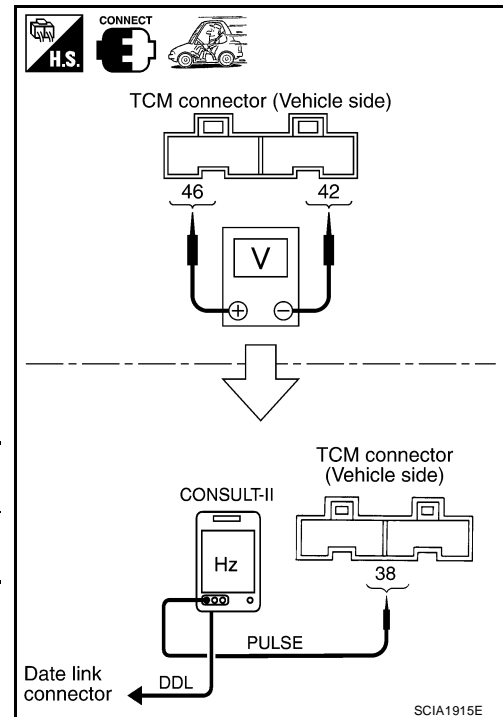 CONNECT
H.S.
TCM connector (Vehicle side)
46 42
V
+ −
TCM connector
(Vehicle side)
CONSULT-II
Hz
38
PULSE
Date link
connector
DDL
SCIA1915E